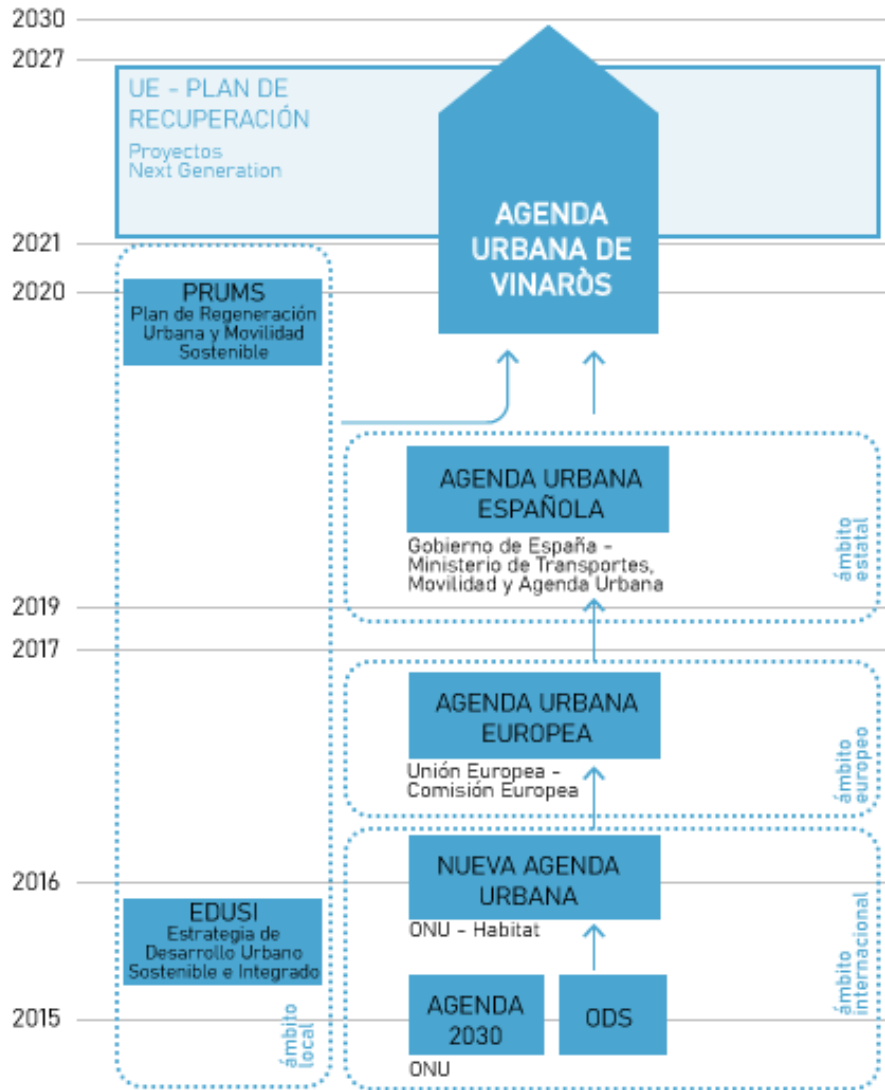 2030
2027
UE - PLAN DE
RECUPERACIÓN
Proyectos
Next Generation
AGENDA
URBANA DE
VINARÒS
2021
2020
PRUMS
Plan de Regeneración
Urbana y Movilidad
Sostenible
AGENDA URBANA
ESPAÑOLA
Gobierno de España -
Ministerio de Transportes,
Movilidad y Agenda Urbana
ámbito
estatal
2019
2017
AGENDA URBANA
EUROPEA
Unión Europea -
Comisión Europea
ámbito
europeo
2016
NUEVA AGENDA
URBANA
ONU - Habitat
EDUSI
Estrategia de
Desarrollo Urbano
Sostenible e Integrado
ámbito
local
2015
AGENDA
2030
ODS
ONU
ámbito
internacional